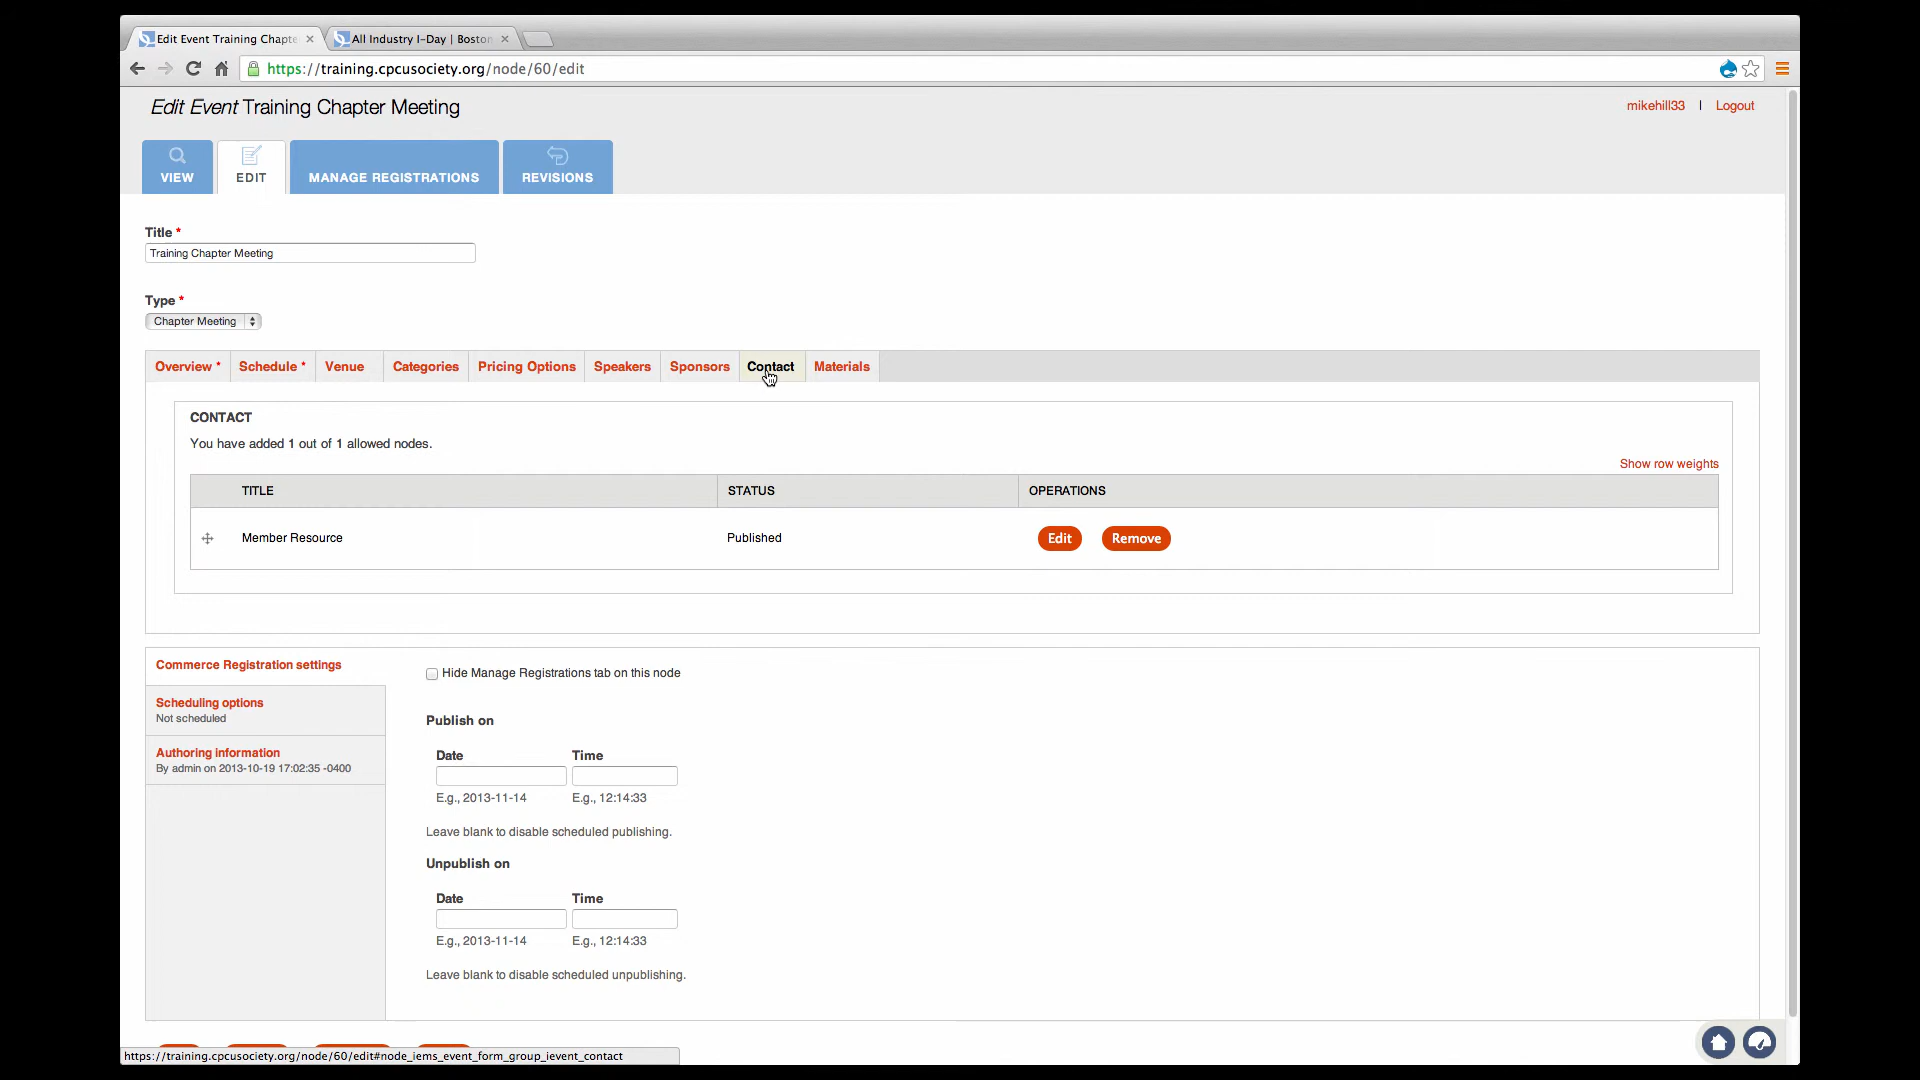 Edit Event Training Chapte
All Industry I-Day | Boston
https://training.cpcusociety.org/node/60/edit
Edit Event Training Chapter Meeting
mikehill33 | Logout
VIEW
EDIT
MANAGE REGISTRATIONS
REVISIONS
Title *
Training Chapter Meeting
Type *
Chapter Meeting
Overview * Schedule * Venue Categories Pricing Options Speakers Sponsors Contact Materials
CONTACT
You have added 1 out of 1 allowed nodes.
Show row weights
TITLE STATUS OPERATIONS
Member Resource Published Edit Remove
Commerce Registration settings
Scheduling options
Not scheduled
Authoring information
By admin on 2013-10-19 17:02:35 -0400
Hide Manage Registrations tab on this node
Publish on
Date Time
E.g., 2013-11-14 E.g., 12:14:33
Leave blank to disable scheduled publishing.
Unpublish on
Date Time
E.g., 2013-11-14 E.g., 12:14:33
Leave blank to disable scheduled unpublishing.
https://training.cpcusociety.org/node/60/edit#node_iems_event_form_group_ievent_contact